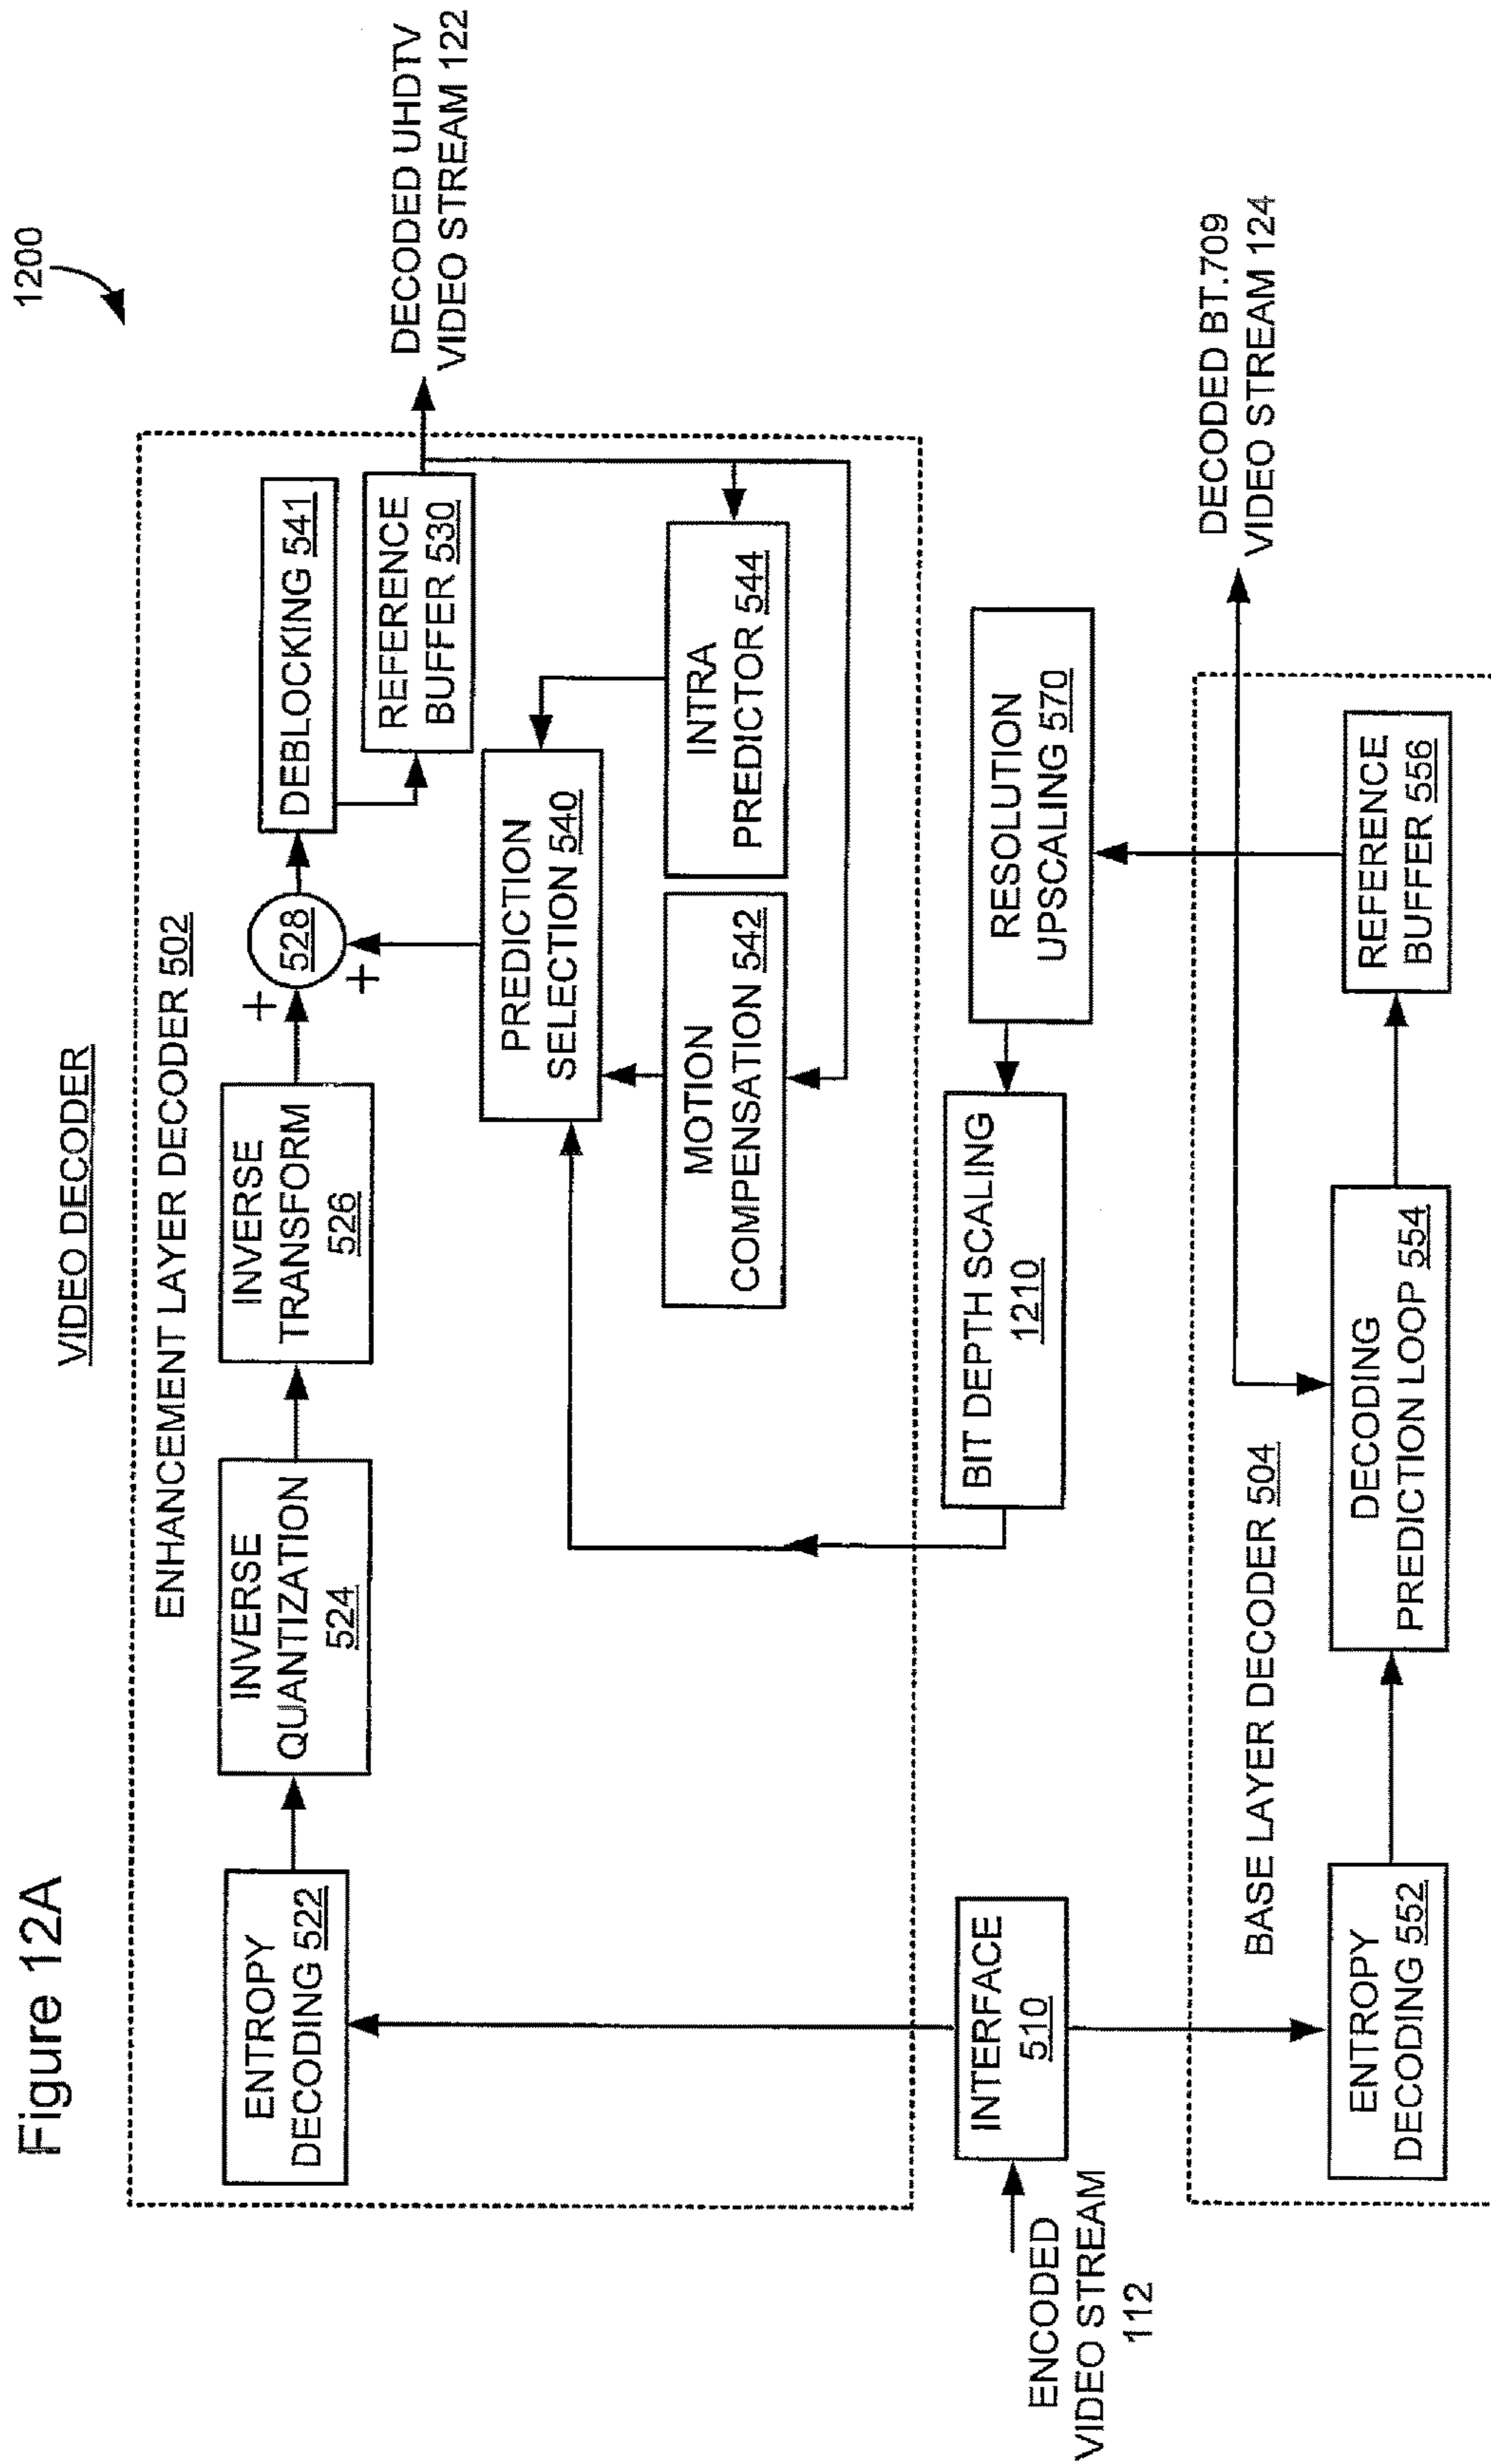 Figure 12A
VIDEO DECODER
1200
ENHANCEMENT LAYER DECODER 502
ENTROPY
DECODING 522
INVERSE
QUANTIZATION
524
INVERSE
TRANSFORM
526
+
528
+
DEBLOCKING 541
REFERENCE
BUFFER 530
DECODED UHDTV
VIDEO STREAM 122
PREDICTION
SELECTION 540
MOTION
COMPENSATION 542
INTRA
PREDICTOR 544
ENCODED
VIDEO STREAM
112
INTERFACE
510
BIT DEPTH SCALING
1210
RESOLUTION
UPSCALING 570
DECODED BT.709
VIDEO STREAM 124
BASE LAYER DECODER 504
ENTROPY
DECODING 552
DECODING
PREDICTION LOOP 554
REFERENCE
BUFFER 556